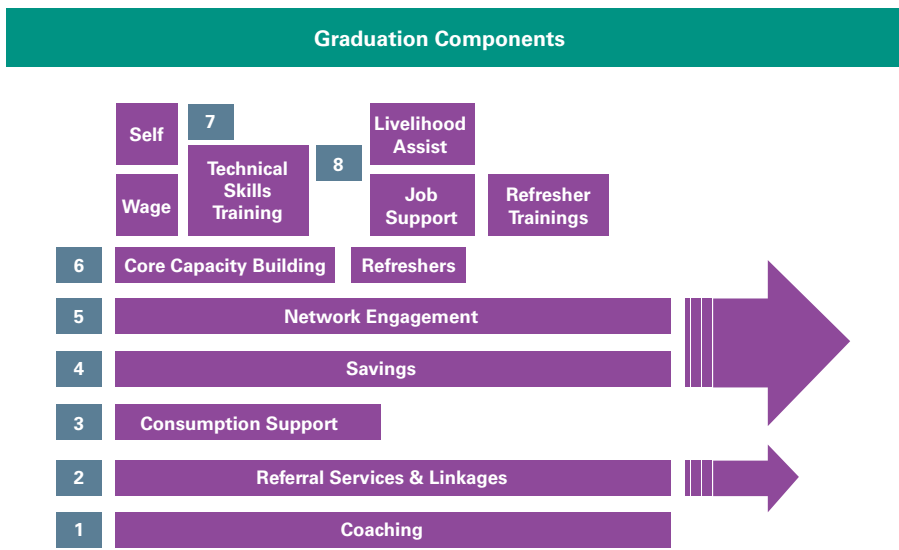 Graduation Components
Self
7
Technical
Skills
Training
8
Livelihood
Assist
Wage
Job
Support
Refresher
Trainings
6
Core Capacity Building
Refreshers
5
Network Engagement
4
Savings
3
Consumption Support
2
Referral Services & Linkages
1
Coaching